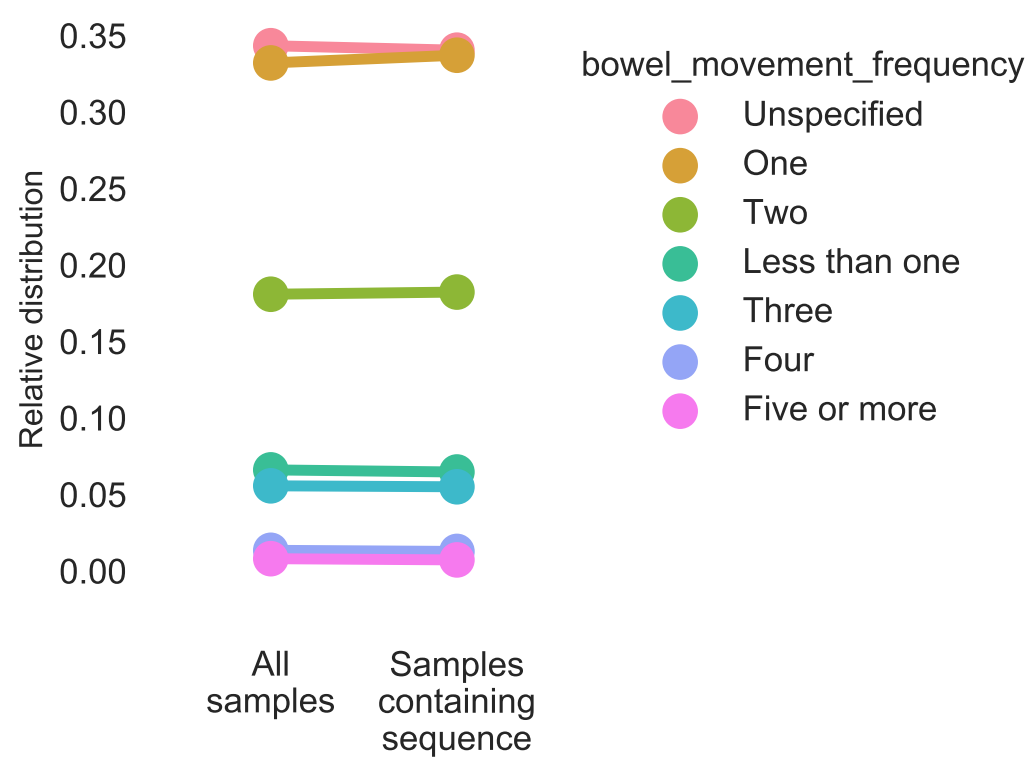 0.35
0.30
0.25
0.20
0.15
0.10
0.05
0.00
Relative distribution
All
samples
Samples
containing
sequence
bowel_movement_frequency
Unspecified
One
Two
Less than one
Three
Four
Five or more